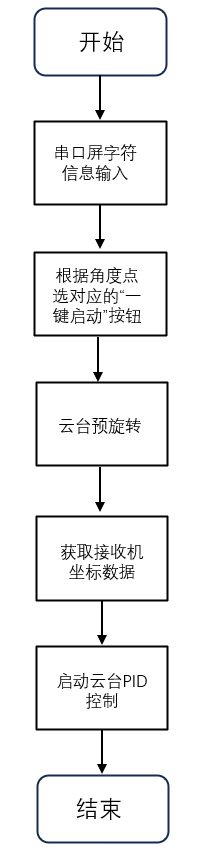 开始
串口屏字符
信息输入
根据角度点
选对应的“一
键启动”按钮
云台预旋转
获取接收机
坐标数据
启动云台PID
控制
结束